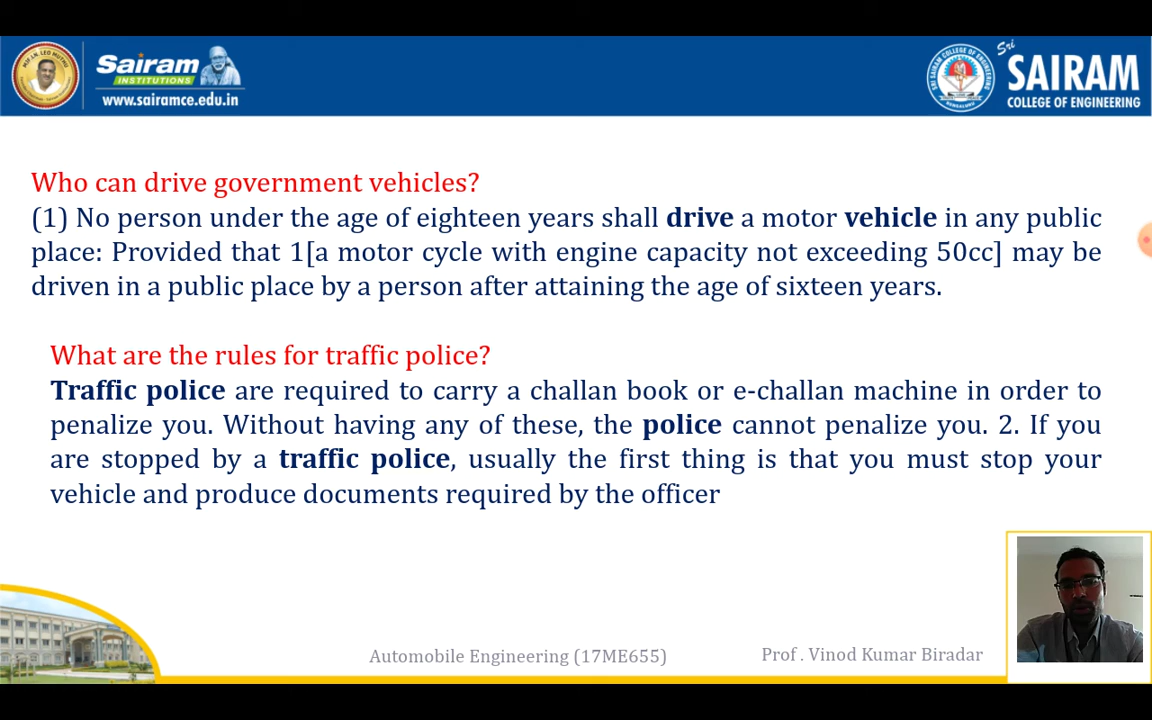 Sairam
INSTITUTIONS
www.sairamce.edu.in
Sri
SAIRAM
COLLEGE OF ENGINEERING
Who can drive government vehicles?
(1) No person under the age of eighteen years shall drive a motor vehicle in any public
place: Provided that 1[a motor cycle with engine capacity not exceeding 50cc] may be
driven in a public place by a person after attaining the age of sixteen years.
What are the rules for traffic police?
Traffic police are required to carry a challan book or e-challan machine in order to
penalize you. Without having any of these, the police cannot penalize you. 2. If you
are stopped by a traffic police, usually the first thing is that you must stop your
vehicle and produce documents required by the officer
Automobile Engineering (17ME655)
Prof . Vinod Kumar Biradar